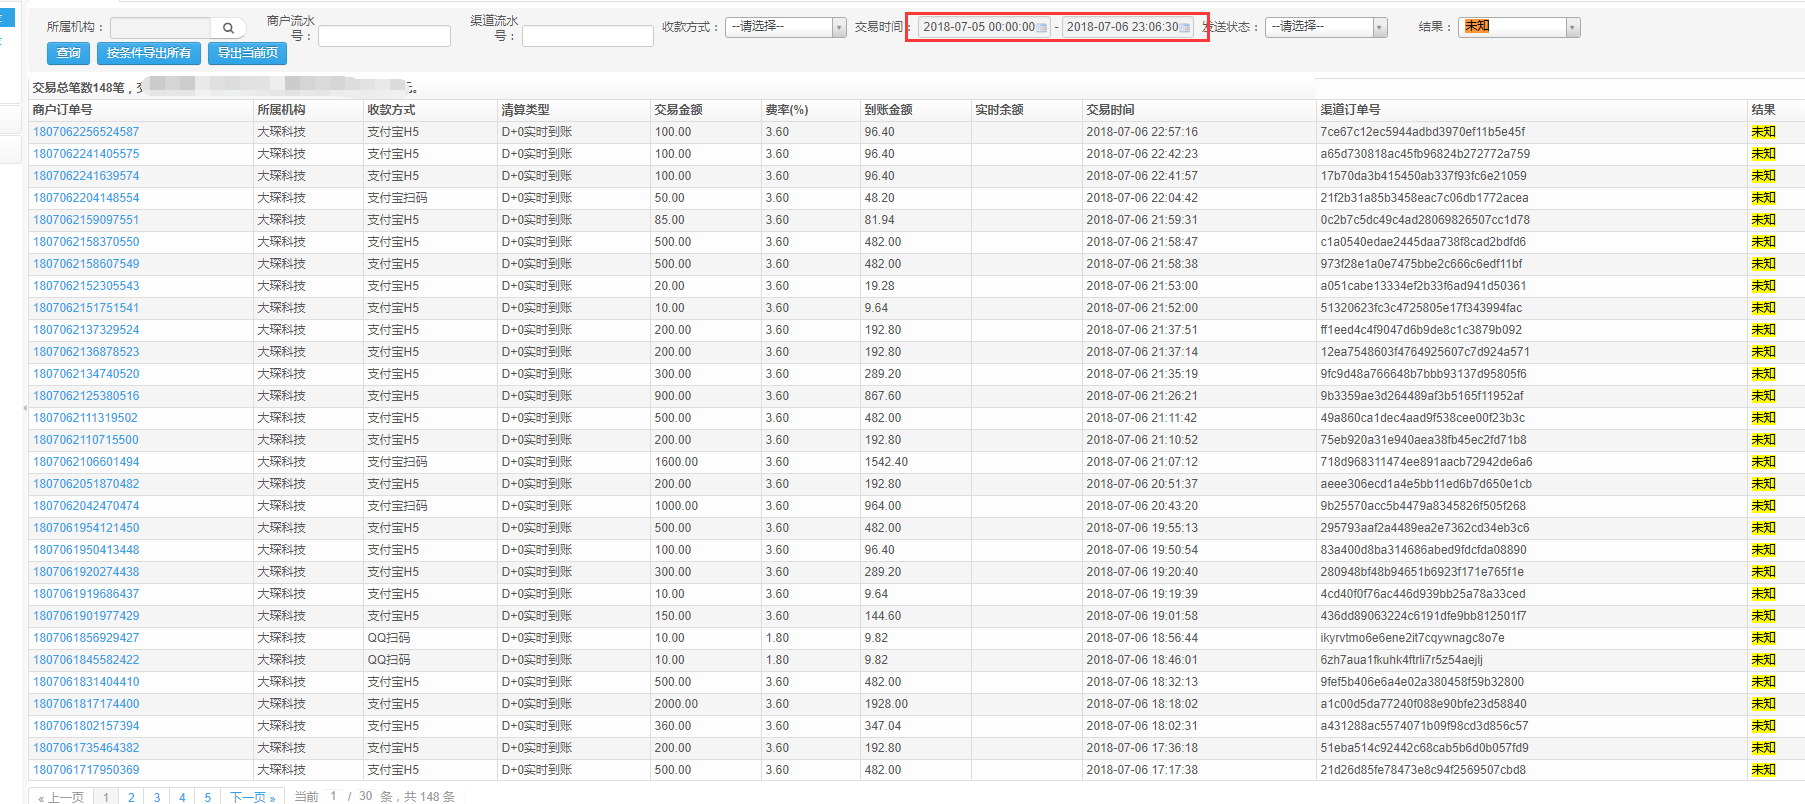 所属机构： 商户流水号： 渠道流水号： 收款方式： --请选择-- 交易时间： 2018-07-05 00:00:00 - 2018-07-06 23:06:30 发送状态： --请选择-- 结果： 未知
查询 按条件导出所有 导出当前页
交易总笔数148笔，交
商户订单号 所属机构 收款方式 清算类型 交易金额 费率(%) 到账金额 实时余额 交易时间 渠道订单号 结果
1807062256524587 大琛科技 支付宝H5 D+0实时到账 100.00 3.60 96.40 2018-07-06 22:57:16 7ce67c12ec5944adbd3970ef11b5e45f 未知
1807062241405575 大琛科技 支付宝H5 D+0实时到账 100.00 3.60 96.40 2018-07-06 22:42:23 a65d730818ac45fb96824b272772a759 未知
1807062241639574 大琛科技 支付宝H5 D+0实时到账 100.00 3.60 96.40 2018-07-06 22:41:57 17b70da3b415450ab337f93fc6e21059 未知
1807062204148554 大琛科技 支付宝扫码 D+0实时到账 50.00 3.60 48.20 2018-07-06 22:04:42 21f2b31a85b3458eac7c06db1772acea 未知
1807062159097551 大琛科技 支付宝H5 D+0实时到账 85.00 3.60 81.94 2018-07-06 21:59:31 0c2b7c5dc49c4ad28069826507cc1d78 未知
1807062158370550 大琛科技 支付宝H5 D+0实时到账 500.00 3.60 482.00 2018-07-06 21:58:47 c1a0540edae2445daa738f8cad2bdfd6 未知
1807062158607549 大琛科技 支付宝H5 D+0实时到账 500.00 3.60 482.00 2018-07-06 21:58:38 973f28e1a0e7475bbe2c666c6edf11bf 未知
1807062152305543 大琛科技 支付宝H5 D+0实时到账 20.00 3.60 19.28 2018-07-06 21:53:00 a051cabe13334ef2b33f6ad941d50361 未知
1807062151751541 大琛科技 支付宝H5 D+0实时到账 10.00 3.60 9.64 2018-07-06 21:52:00 51320623fc3c4725805e17f343994fac 未知
1807062137329524 大琛科技 支付宝H5 D+0实时到账 200.00 3.60 192.80 2018-07-06 21:37:51 ff1eed4c4f9047d6b9de8c1c3879b092 未知
1807062136878523 大琛科技 支付宝H5 D+0实时到账 200.00 3.60 192.80 2018-07-06 21:37:14 12ea7548603f4764925607c7d924a571 未知
1807062134740520 大琛科技 支付宝H5 D+0实时到账 300.00 3.60 289.20 2018-07-06 21:35:19 9fc9d48a766648b7bbb93137d95805f6 未知
1807062125380516 大琛科技 支付宝H5 D+0实时到账 900.00 3.60 867.60 2018-07-06 21:26:21 9b3359ae3d264489af3b5165f11952af 未知
1807062111319502 大琛科技 支付宝H5 D+0实时到账 500.00 3.60 482.00 2018-07-06 21:11:42 49a860ca1dec4aad9f538cee00f23b3c 未知
1807062110715500 大琛科技 支付宝H5 D+0实时到账 200.00 3.60 192.80 2018-07-06 21:10:52 75eb920a31e940aea38fb45ec2fd71b8 未知
1807062106601494 大琛科技 支付宝扫码 D+0实时到账 1600.00 3.60 1542.40 2018-07-06 21:07:12 718d968311474ee891aacb72942de6a6 未知
1807062051870482 大琛科技 支付宝H5 D+0实时到账 200.00 3.60 192.80 2018-07-06 20:51:37 aeee306ecd1a4e5bb11ed6b7d650e1cb 未知
1807062042470474 大琛科技 支付宝扫码 D+0实时到账 1000.00 3.60 964.00 2018-07-06 20:43:20 9b25570acc5b4479a8345826f505f268 未知
1807061954121450 大琛科技 支付宝H5 D+0实时到账 500.00 3.60 482.00 2018-07-06 19:55:13 295793aaf2a4489ea2e7362cd34eb3c6 未知
1807061950413448 大琛科技 支付宝H5 D+0实时到账 100.00 3.60 96.40 2018-07-06 19:50:54 83a400d8ba314686abed9fdcfda08890 未知
1807061920274438 大琛科技 支付宝H5 D+0实时到账 300.00 3.60 289.20 2018-07-06 19:20:40 280948bf48b94651b6923f171e765f1e 未知
1807061919686437 大琛科技 支付宝H5 D+0实时到账 10.00 3.60 9.64 2018-07-06 19:19:39 4cd40f0f76ac446d939bb25a78a33ced 未知
1807061901977429 大琛科技 支付宝H5 D+0实时到账 150.00 3.60 144.60 2018-07-06 19:01:58 436dd89063224c6191dfe9bb812501f7 未知
1807061856929427 大琛科技 QQ扫码 D+0实时到账 10.00 1.80 9.82 2018-07-06 18:56:44 ikyrvtmo6e6ene2it7cqywnagc8o7e 未知
1807061845582422 大琛科技 QQ扫码 D+0实时到账 10.00 1.80 9.82 2018-07-06 18:46:01 6zh7aua1fkuhk4ftrli7r5z54aejlj 未知
1807061831404410 大琛科技 支付宝H5 D+0实时到账 500.00 3.60 482.00 2018-07-06 18:32:13 9fef5b406e6a4e02a380458f59b32800 未知
1807061817174400 大琛科技 支付宝H5 D+0实时到账 2000.00 3.60 1928.00 2018-07-06 18:18:02 a1c00d5da77240f088e90bfe23d58840 未知
1807061802157394 大琛科技 支付宝H5 D+0实时到账 360.00 3.60 347.04 2018-07-06 18:02:31 a431288ac5574071b09f98cd3d856c57 未知
1807061735464382 大琛科技 支付宝H5 D+0实时到账 200.00 3.60 192.80 2018-07-06 17:36:18 51eba514c92442c68cab5b6d0b057fd9 未知
1807061717950369 大琛科技 支付宝H5 D+0实时到账 500.00 3.60 482.00 2018-07-06 17:17:38 21d26d85fe78473e8c94f2569507cbd8 未知
« 上一页 1 2 3 4 5 下一页 » 当前 1 / 30 条，共 148 条